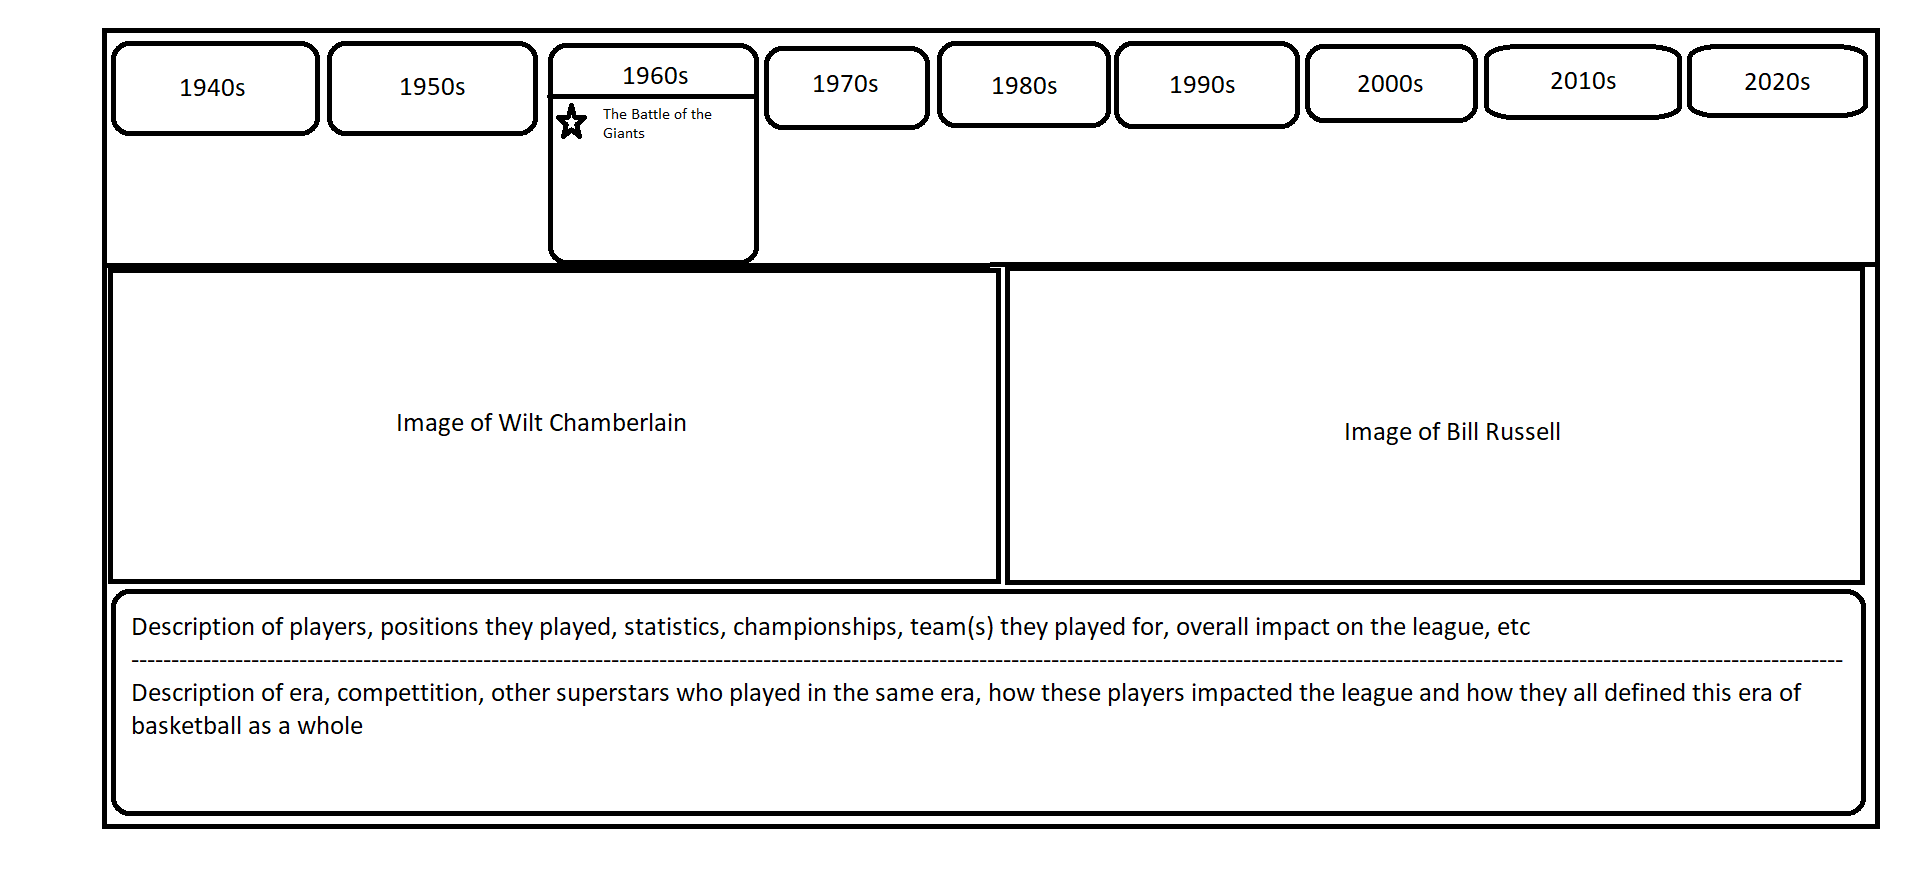 1940s
1950s
1960s
1970s
1980s
1990s
2000s
2010s
2020s
The Battle of the
Giants
Image of Wilt Chamberlain
Image of Bill Russell
Description of players, positions they played, statistics, championships, team(s) they played for, overall impact on the league, etc
Description of era, compettition, other superstars who played in the same era, how these players impacted the league and how they all defined this era of
basketball as a whole